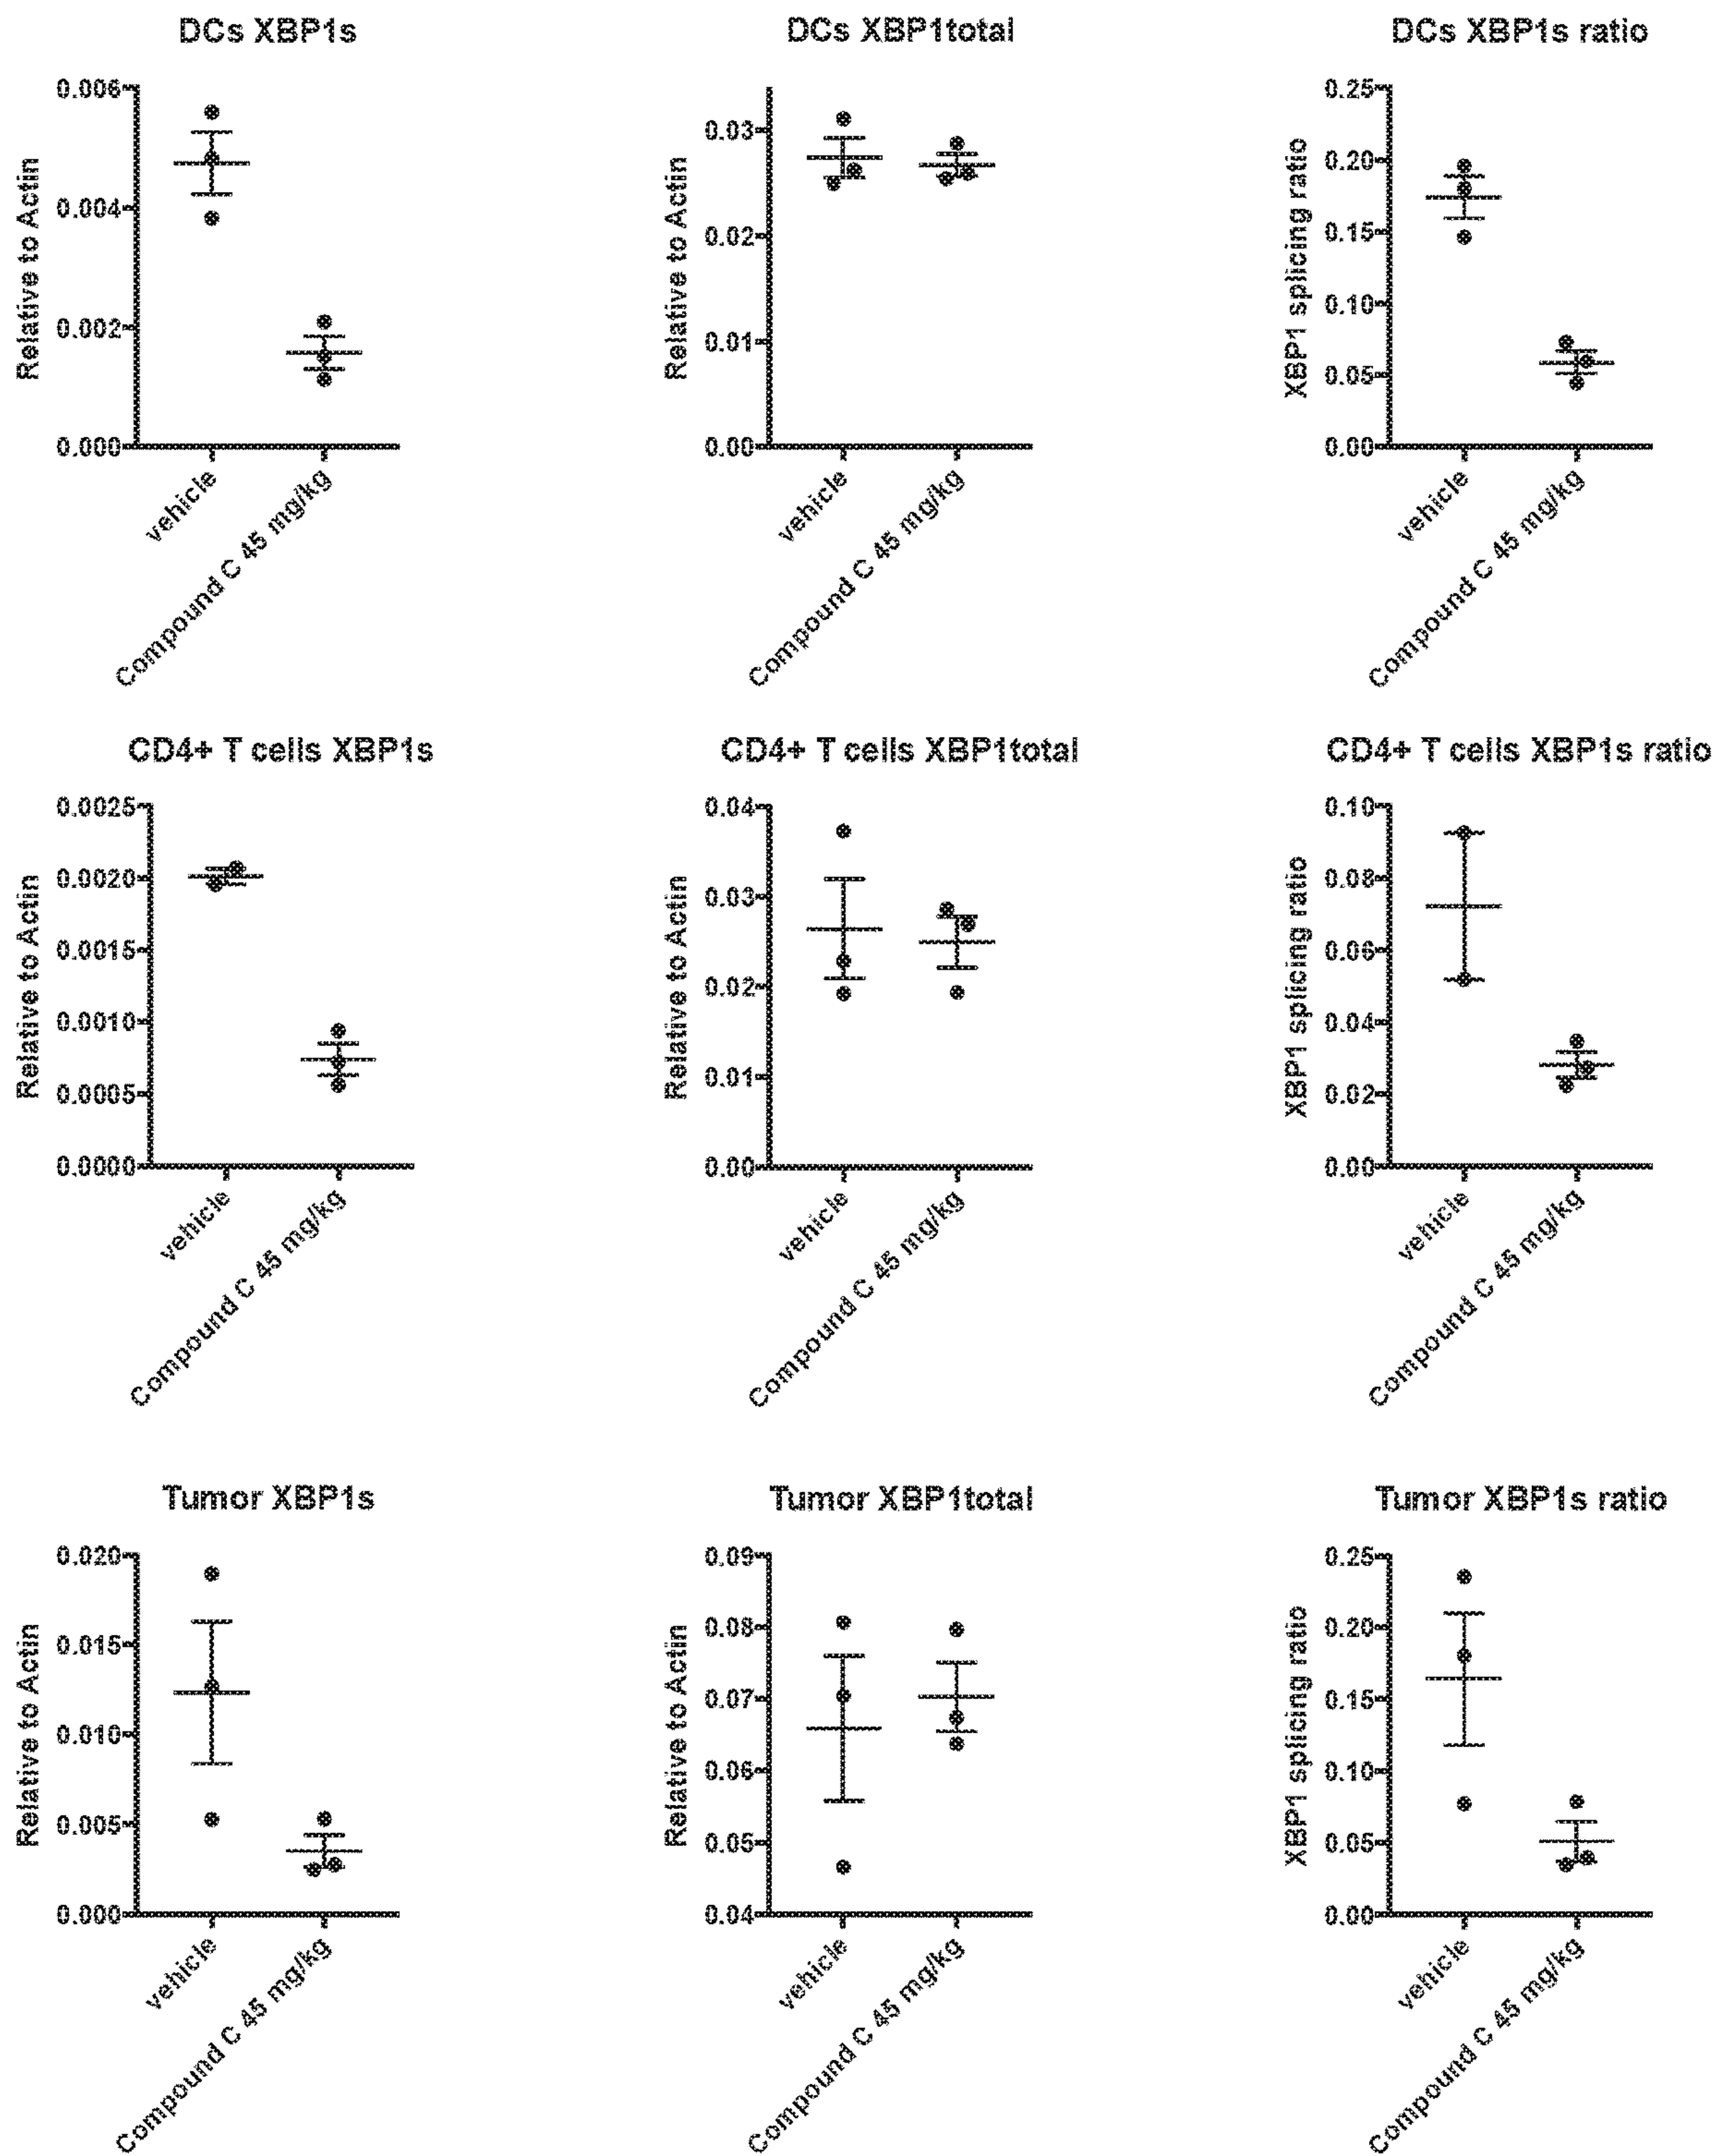 DCs XBP1s
DCs XBP1total
DCs XBP1s ratio
Relative to Actin
0.006
0.004
0.002
0.000
vehicle
Compound C 45 mg/kg
Relative to Actin
0.03
0.02
0.01
0.00
vehicle
Compound C 45 mg/kg
XBP1 splicing ratio
0.25
0.20
0.15
0.10
0.05
0.00
vehicle
Compound C 45 mg/kg
CD4+ T cells XBP1s
CD4+ T cells XBP1total
CD4+ T cells XBP1s ratio
Relative to Actin
0.0025
0.0020
0.0015
0.0010
0.0005
0.0000
vehicle
Compound C 45 mg/kg
Relative to Actin
0.04
0.03
0.02
0.01
0.00
vehicle
Compound C 45 mg/kg
XBP1 splicing ratio
0.10
0.08
0.06
0.04
0.02
0.00
vehicle
Compound C 45 mg/kg
Tumor XBP1s
Tumor XBP1total
Tumor XBP1s ratio
Relative to Actin
0.020
0.015
0.010
0.005
0.000
vehicle
Compound C 45 mg/kg
Relative to Actin
0.09
0.08
0.07
0.06
0.05
0.04
vehicle
Compound C 45 mg/kg
XBP1 splicing ratio
0.25
0.20
0.15
0.10
0.05
0.00
vehicle
Compound C 45 mg/kg